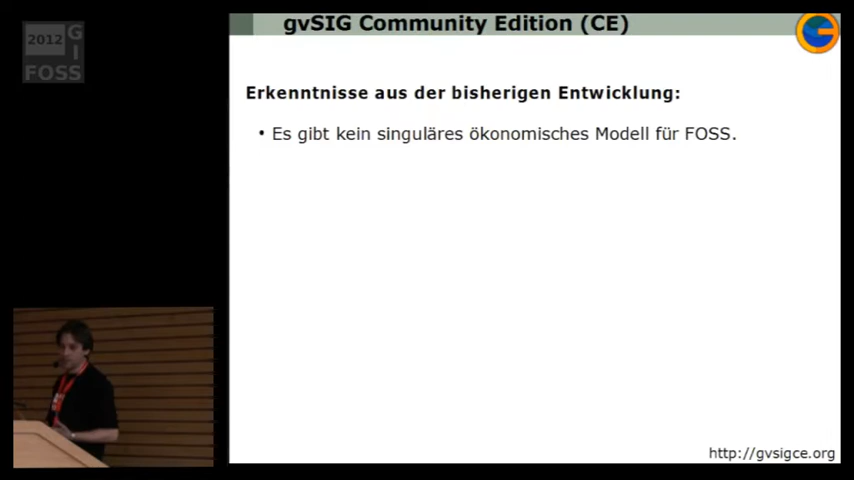 2012
G
I
FOSS
gvSIG Community Edition (CE)
Erkenntnisse aus der bisherigen Entwicklung:
• Es gibt kein singuläres ökonomisches Modell für FOSS.
http://gvsigce.org